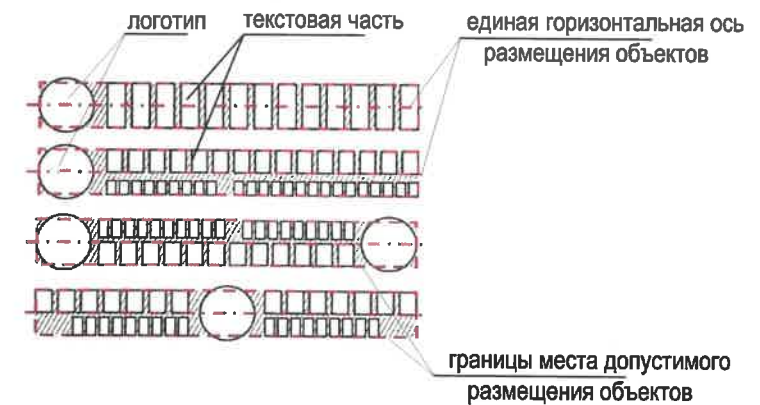 логотип
текстовая часть
единая горизонтальная ось
размещения объектов
границы места допустимого
размещения объектов